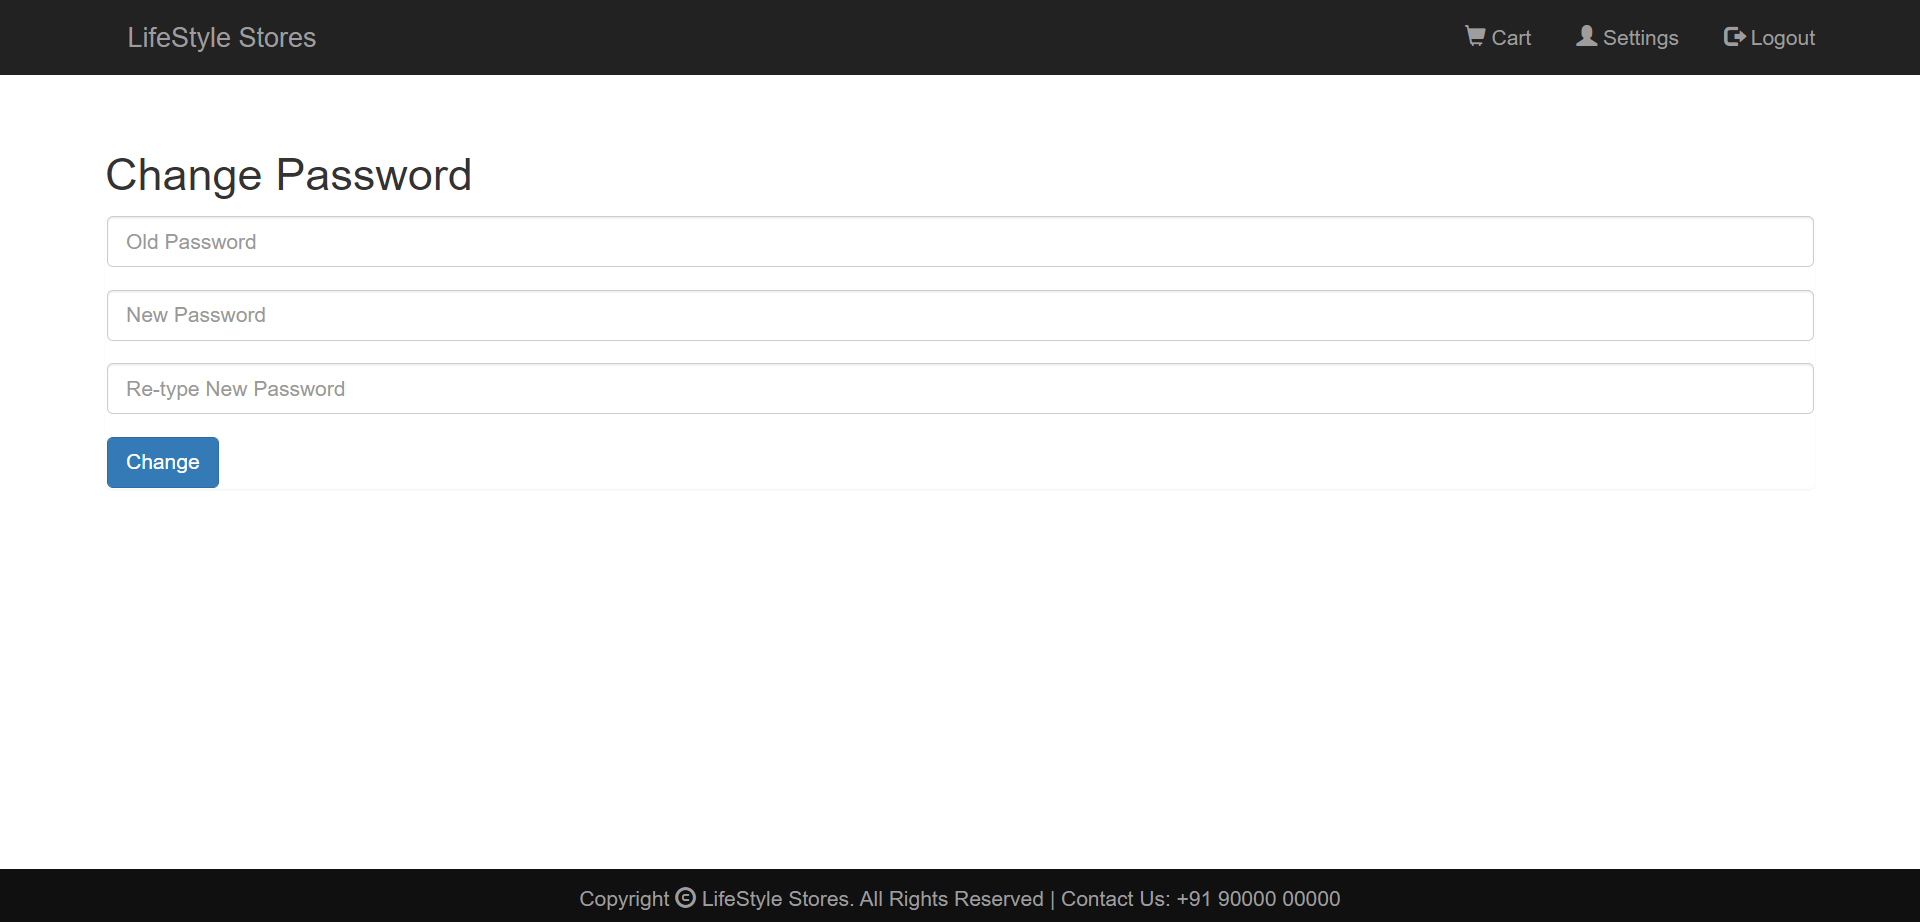 LifeStyle Stores
Cart Settings Logout
Change Password
Old Password
New Password
Re-type New Password
Change
Copyright © LifeStyle Stores. All Rights Reserved | Contact Us: +91 90000 00000